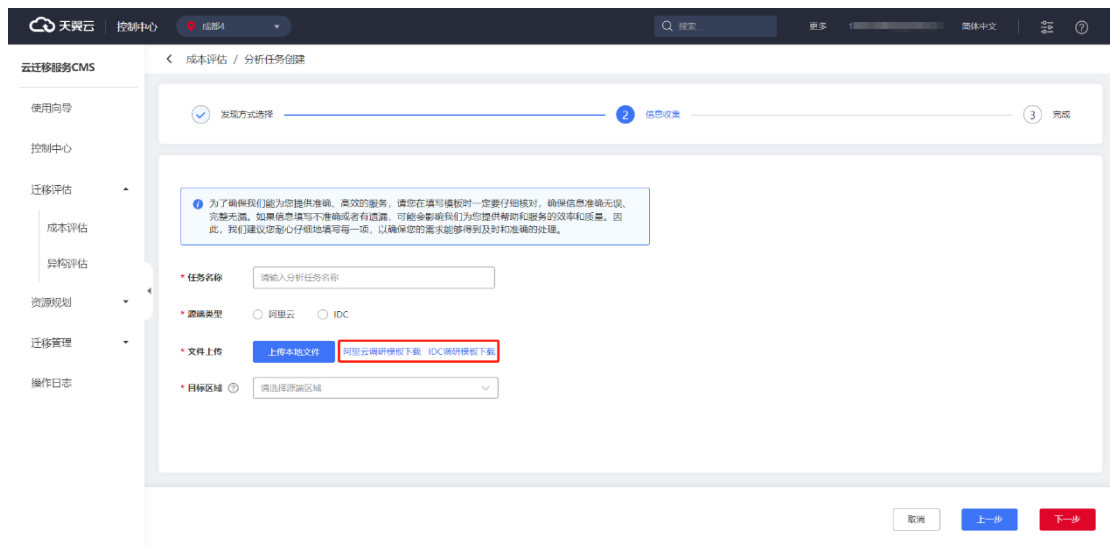 天翼云 控制中心 成都4 搜索... 更多 简体中文
云迁移服务CMS
成本评估 / 分析任务创建
使用向导
控制中心
迁移评估
成本评估
异构评估
资源规划
迁移管理
操作日志
发现方式选择 2 信息收集 3 完成
为了确保我们能为您提供准确、高效的服务，请您在填写模板时一定要仔细核对，确保信息准确无误、
完整无漏。如果信息填写不准确或者有遗漏，可能会影响我们为您提供帮助和服务的效率和质量。因
此，我们建议您耐心仔细地填写每一项，以确保您的需求能够得到及时和准确的处理。
* 任务名称 请输入分析任务名称
* 源端类型 阿里云 IDC
* 文件上传 上传本地文件 阿里云调研模板下载 IDC调研模板下载
* 目标区域 请选择源端区域
取消 上一步 下一步